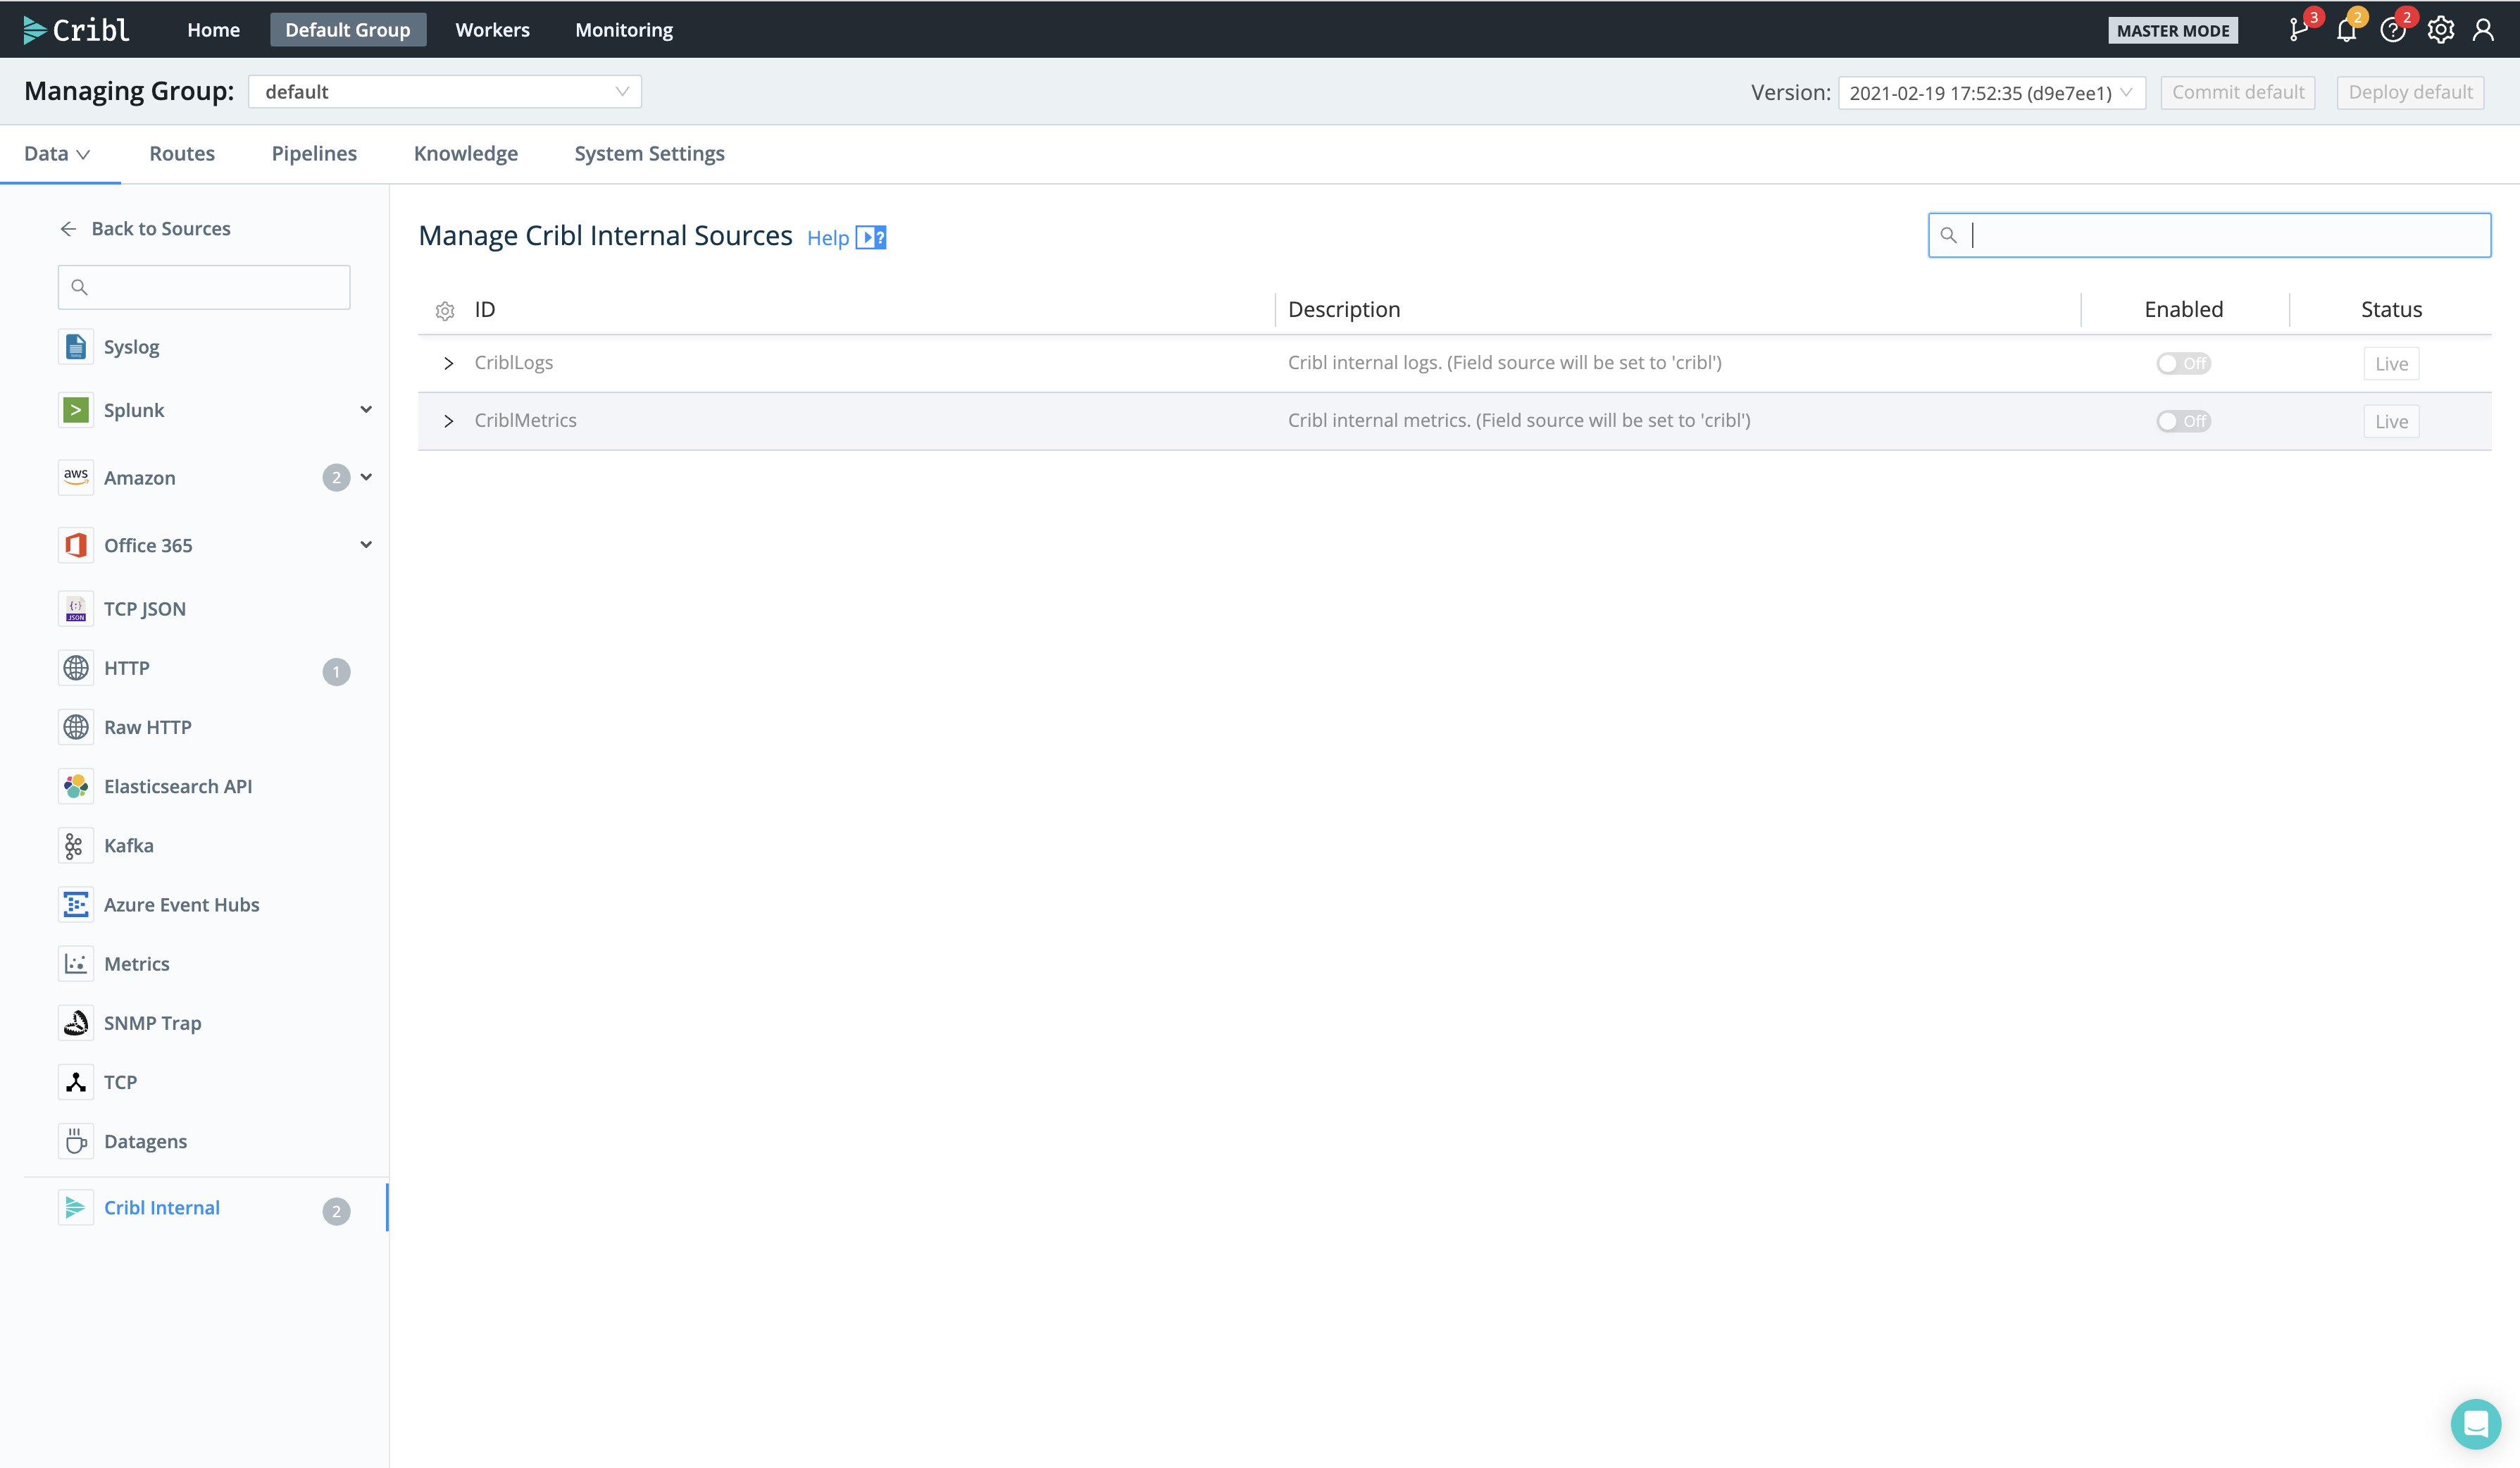 Cribl Home Default Group Workers Monitoring MASTER MODE 3 2 2
Managing Group: default Version: 2021-02-19 17:52:35 (d9e7ee1) Commit default Deploy default
Data Routes Pipelines Knowledge System Settings
Back to Sources
Syslog
Splunk
aws Amazon 2
Office 365
JSON TCP JSON
HTTP 1
Raw HTTP
Elasticsearch API
Kafka
Azure Event Hubs
Metrics
SNMP Trap
TCP
Datagens
Cribl Internal 2
Manage Cribl Internal Sources Help
ID Description Enabled Status
CriblLogs Cribl internal logs. (Field source will be set to 'cribl') Off Live
CriblMetrics Cribl internal metrics. (Field source will be set to 'cribl') Off Live